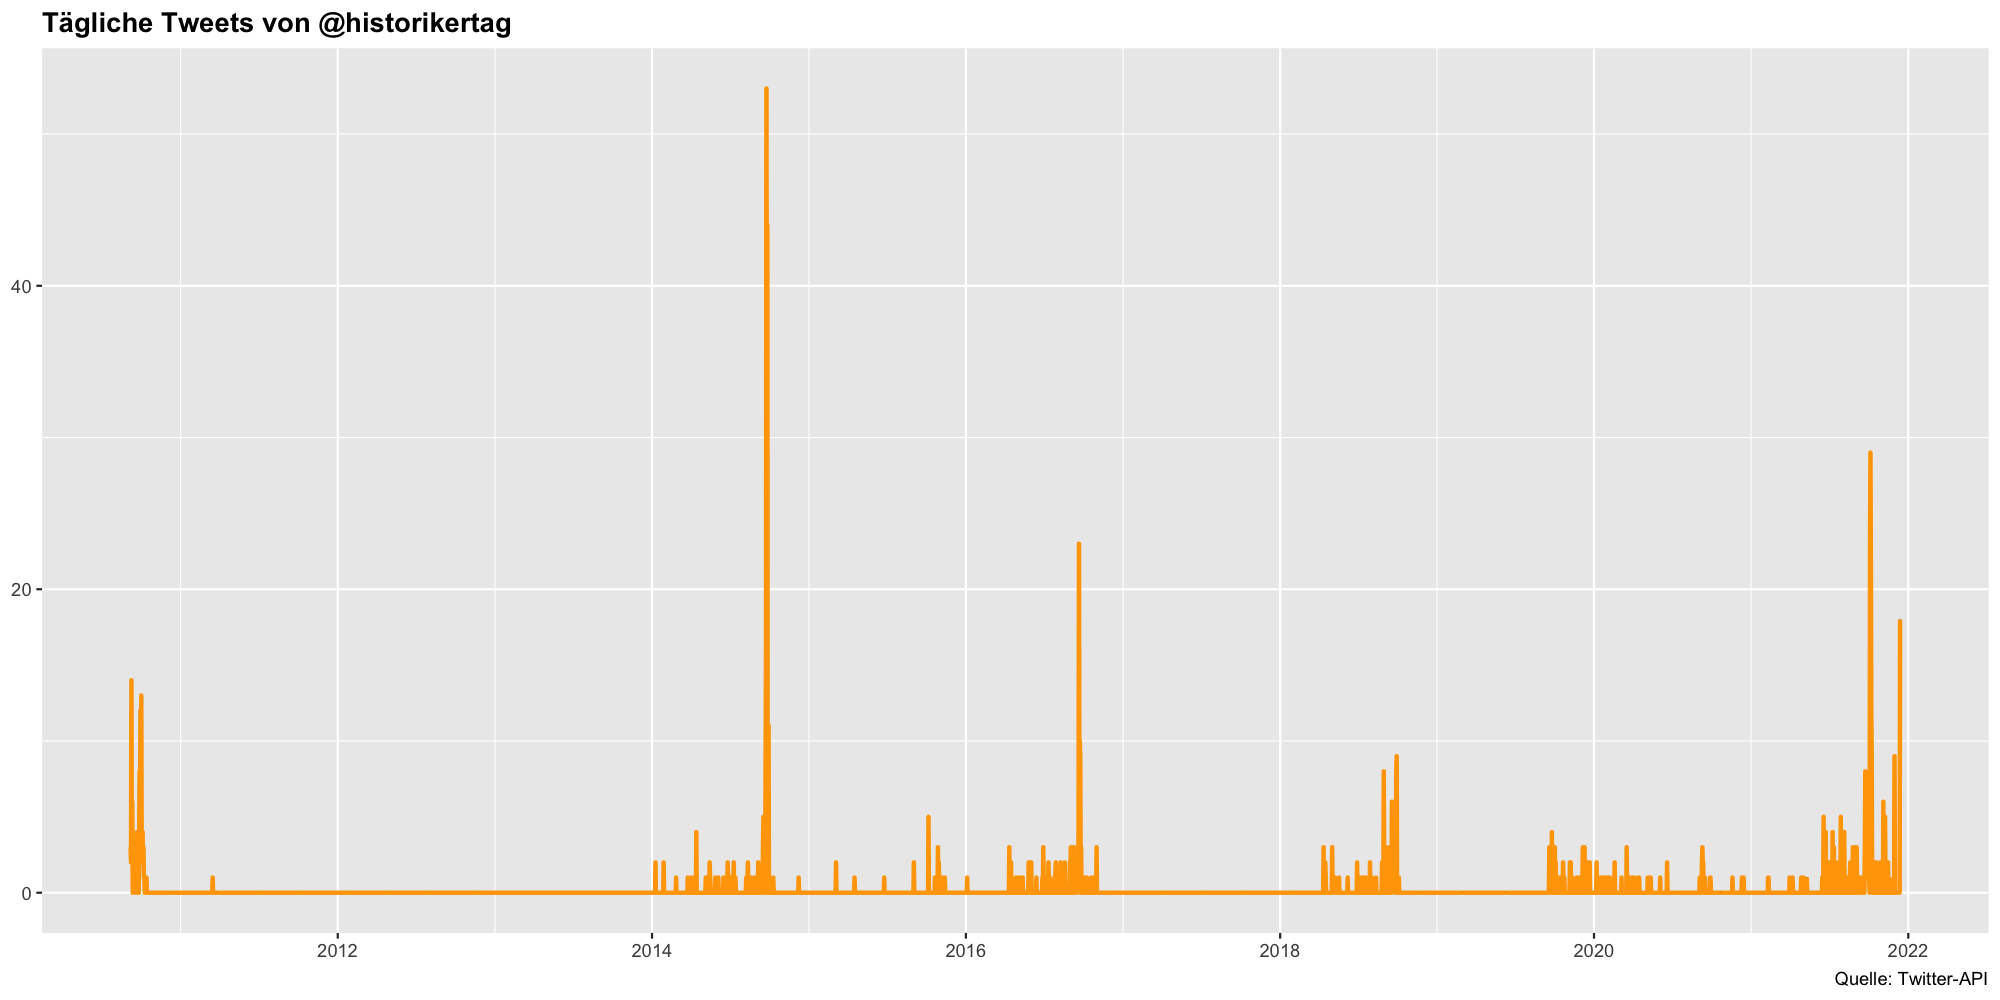 Tägliche Tweets von @historikertag
40
20
0
2012 2014 2016 2018 2020 2022
Quelle: Twitter-API